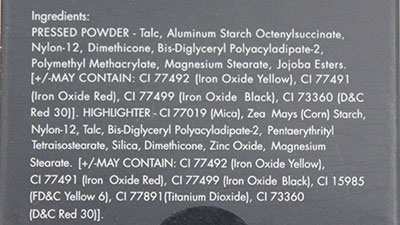 Ingredients:
PRESSED POWDER - Talc, Aluminum Starch Octenylsuccinate,
Nylon-12, Dimethicone, Bis-Diglyceryl Polyacyladipate-2,
Polymethyl Methacrylate, Magnesium Stearate, Jojoba Esters.
[+/-MAY CONTAIN: CI 77492 (Iron Oxide Yellow), CI 77491
(Iron Oxide Red), CI 77499 (Iron Oxide Black), CI 73360 (D&C
Red 30)]. HIGHLIGHTER - CI 77019 (Mica), Zea Mays (Corn) Starch,
Nylon-12, Talc, Bis-Diglyceryl Polyacyladipate-2, Pentaerythrityl
Tetraisostearate, Silica, Dimethicone, Zinc Oxide, Magnesium
Stearate. [+/-MAY CONTAIN: CI 77492 (Iron Oxide Yellow),
CI 77491 (Iron Oxide Red), CI 77499 (Iron Oxide Black), CI 15985
(FD&C Yellow 6), CI 77891(Titanium Dioxide), CI 73360
(D&C Red 30)].